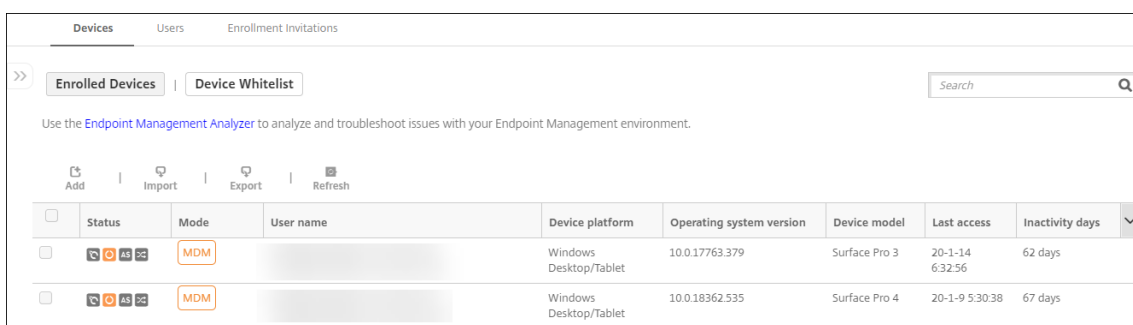 Devices Users Enrollment Invitations
Enrolled Devices | Device Whitelist Search
Use the Endpoint Management Analyzer to analyze and troubleshoot issues with your Endpoint Management environment.
Add | Import | Export | Refresh
Status Mode User name Device platform Operating system version Device model Last access Inactivity days
AS MDM Windows Desktop/Tablet 10.0.17763.379 Surface Pro 3 20-1-14 6:32:56 62 days
AS MDM Windows Desktop/Tablet 10.0.18362.535 Surface Pro 4 20-1-9 5:30:38 67 days